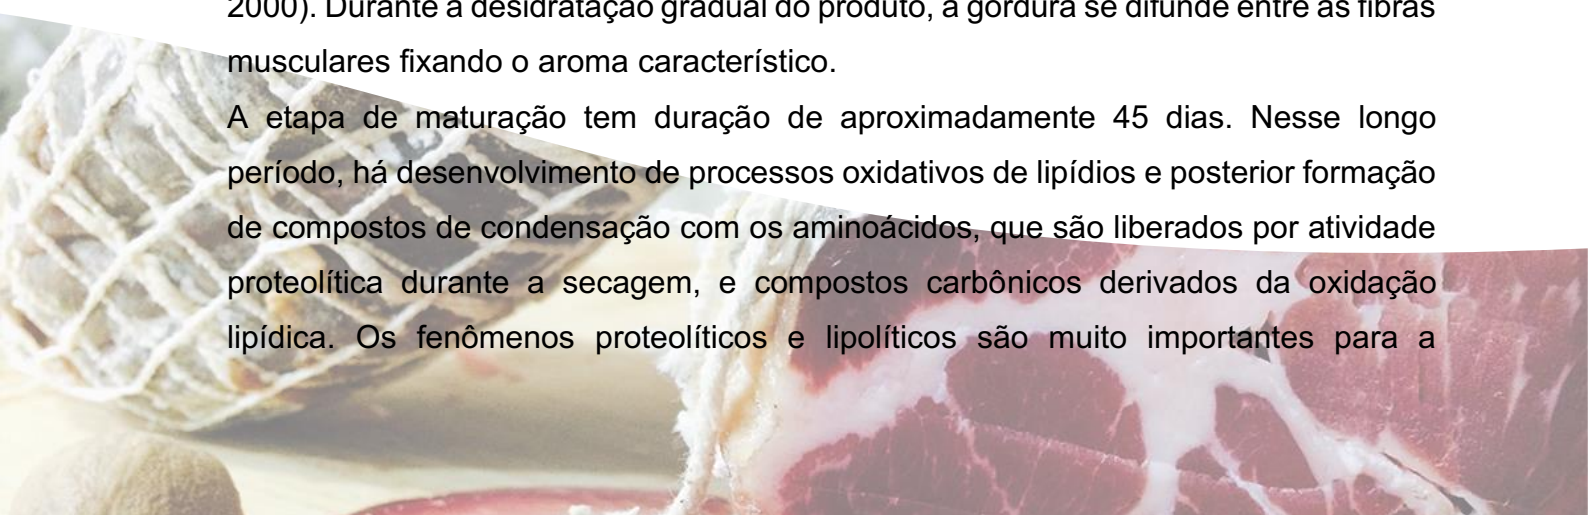 2000). Durante a desidratação gradual do produto, a gordura se difunde entre as fibras
musculares fixando o aroma característico.
A etapa de maturação tem duração de aproximadamente 45 dias. Nesse longo
período, há desenvolvimento de processos oxidativos de lipídios e posterior formação
de compostos de condensação com os aminoácidos, que são liberados por atividade
proteolítica durante a secagem, e compostos carbônicos derivados da oxidação
lipídica. Os fenômenos proteolíticos e lipolíticos são muito importantes para a